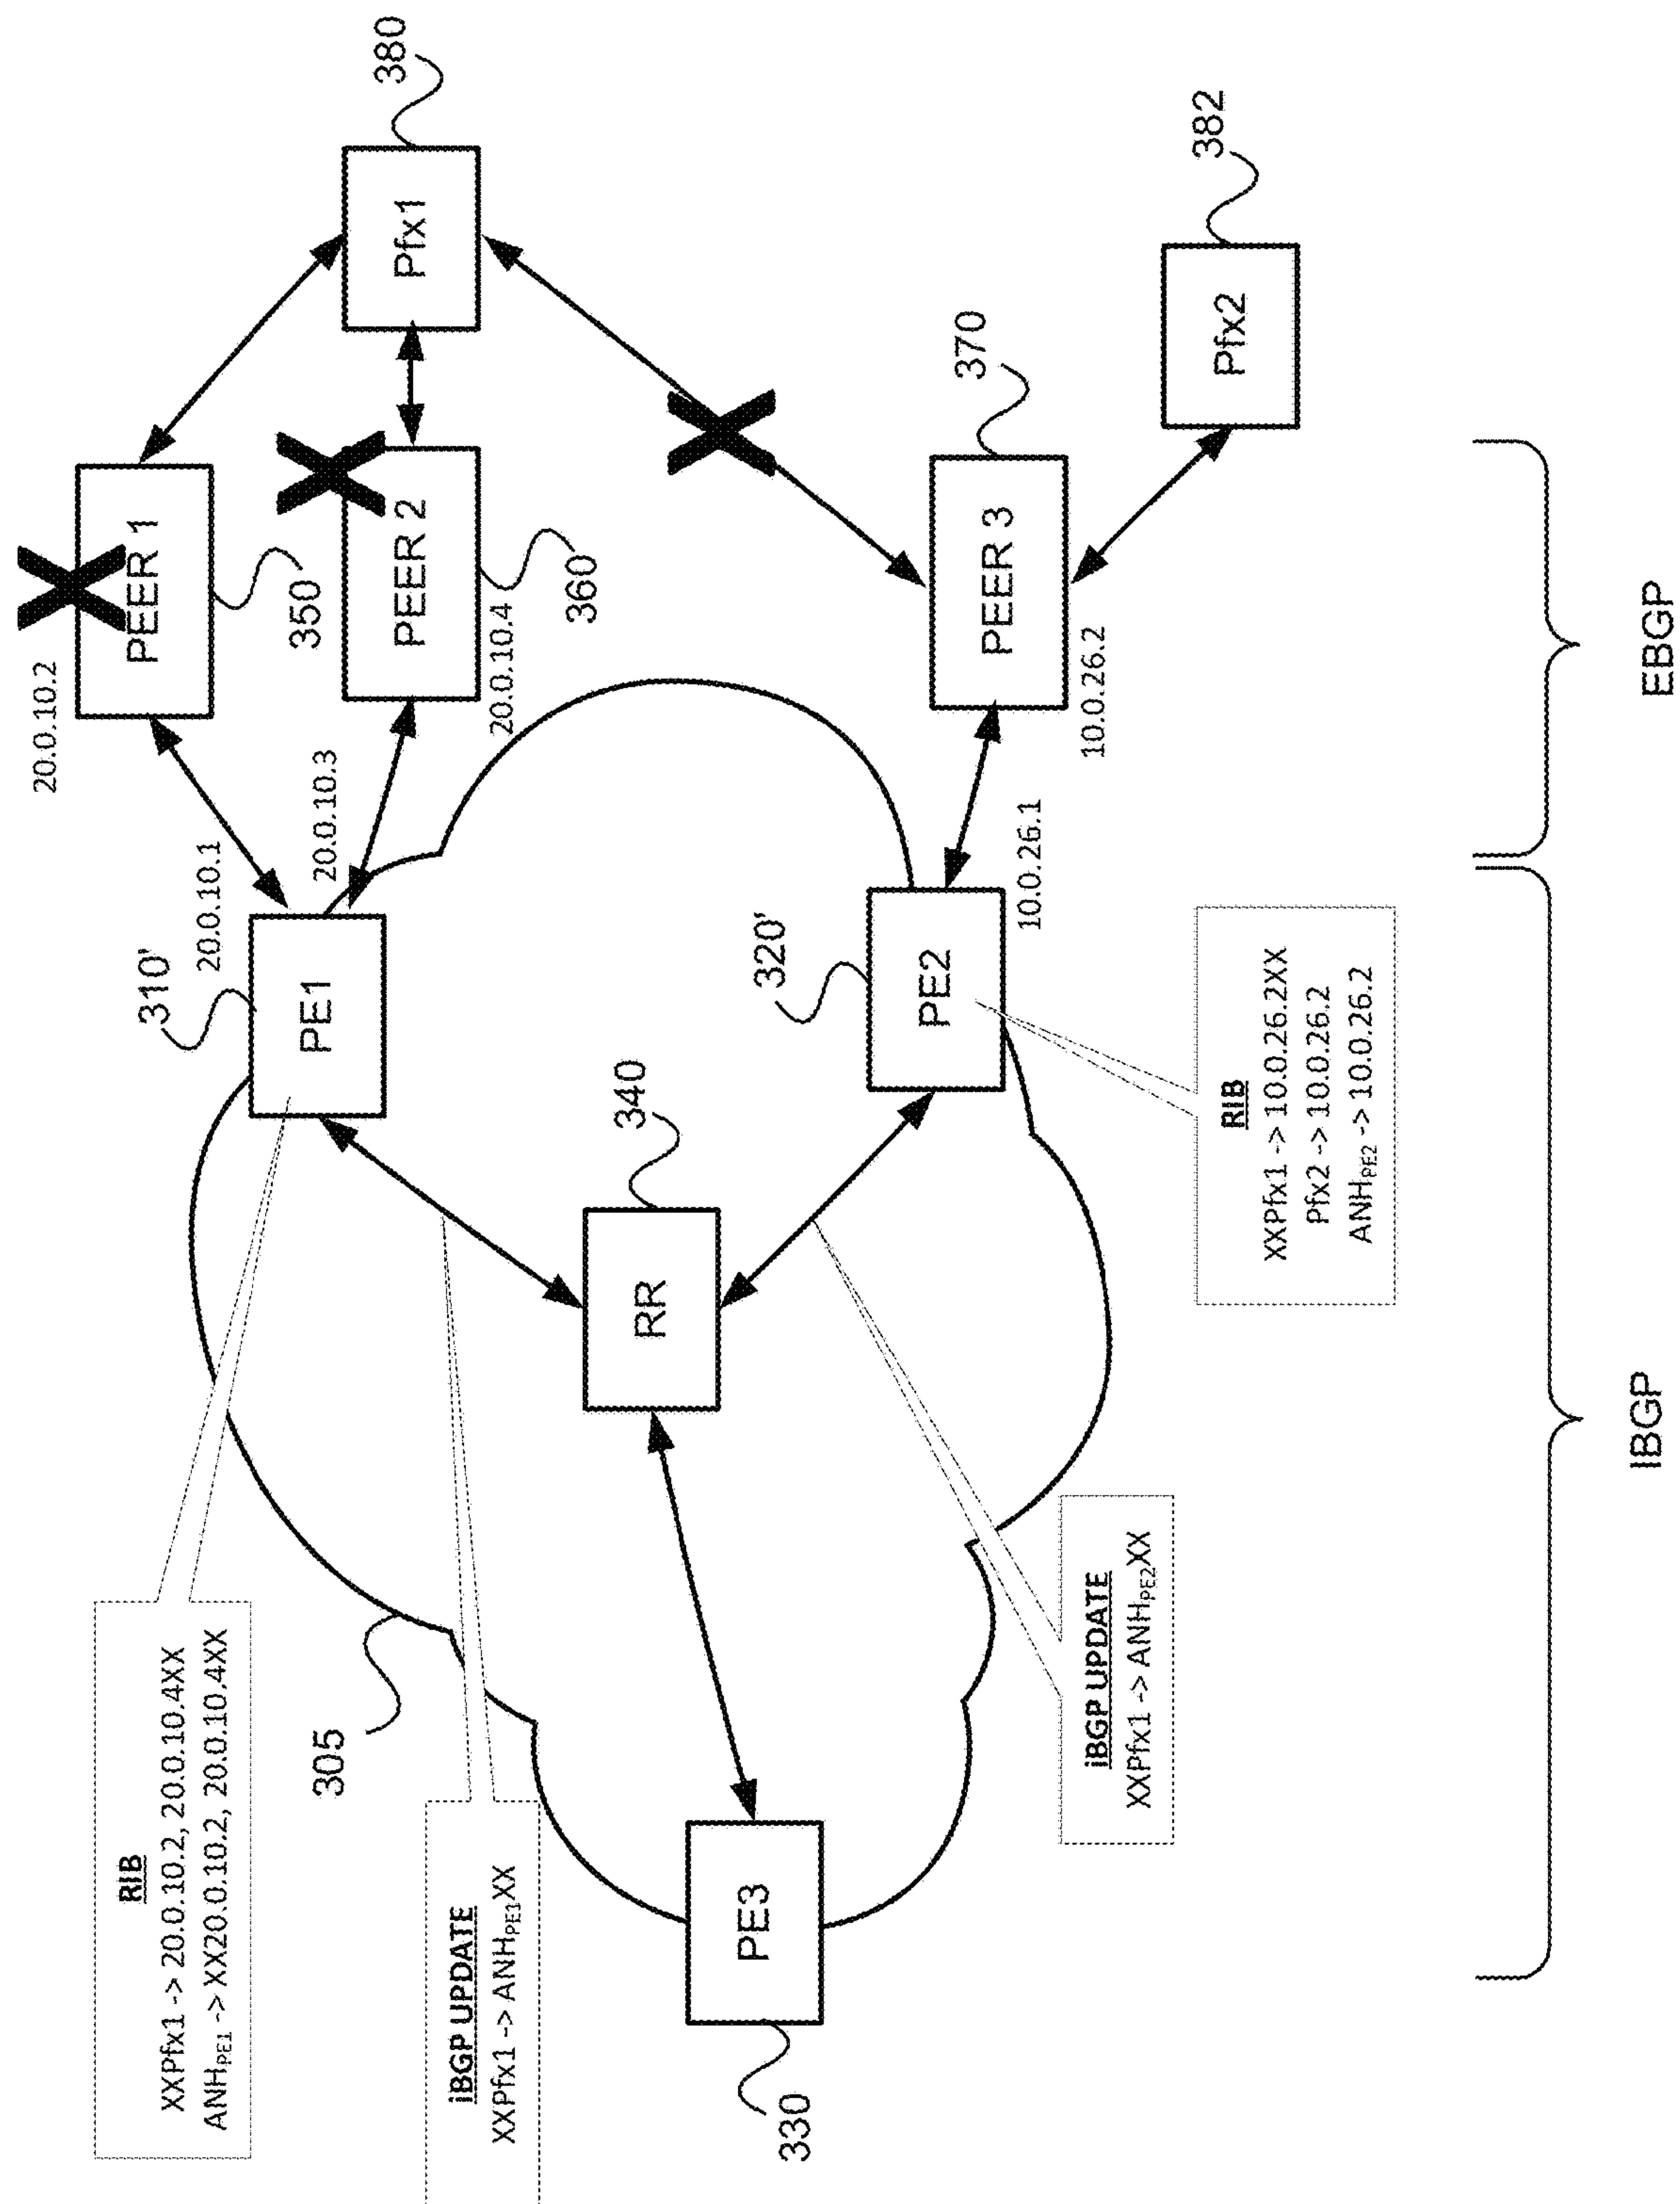 RIB
XXPfx1 -> 20.0.10.2, 20.0.10.4XX
ANHPE1 -> XX20.0.10.2, 20.0.10.4XX
iBGP UPDATE
XXPfx1 -> ANHPE1XX
305
310'
PE1
20.0.10.1
20.0.10.3
20.0.10.2
PEER 1
350
PEER 2
20.0.10.4
360
Pfx1
380
330
PE3
RR
340
320'
PE2
10.0.26.1
PEER 3
370
10.0.26.2
Pfx2
382
iBGP UPDATE
XXPfx1 -> ANHPE2XX
RIB
XXPfx1 -> 10.0.26.2XX
Pfx2 -> 10.0.26.2
ANHPE2 -> 10.0.26.2
IBGP
EBGP